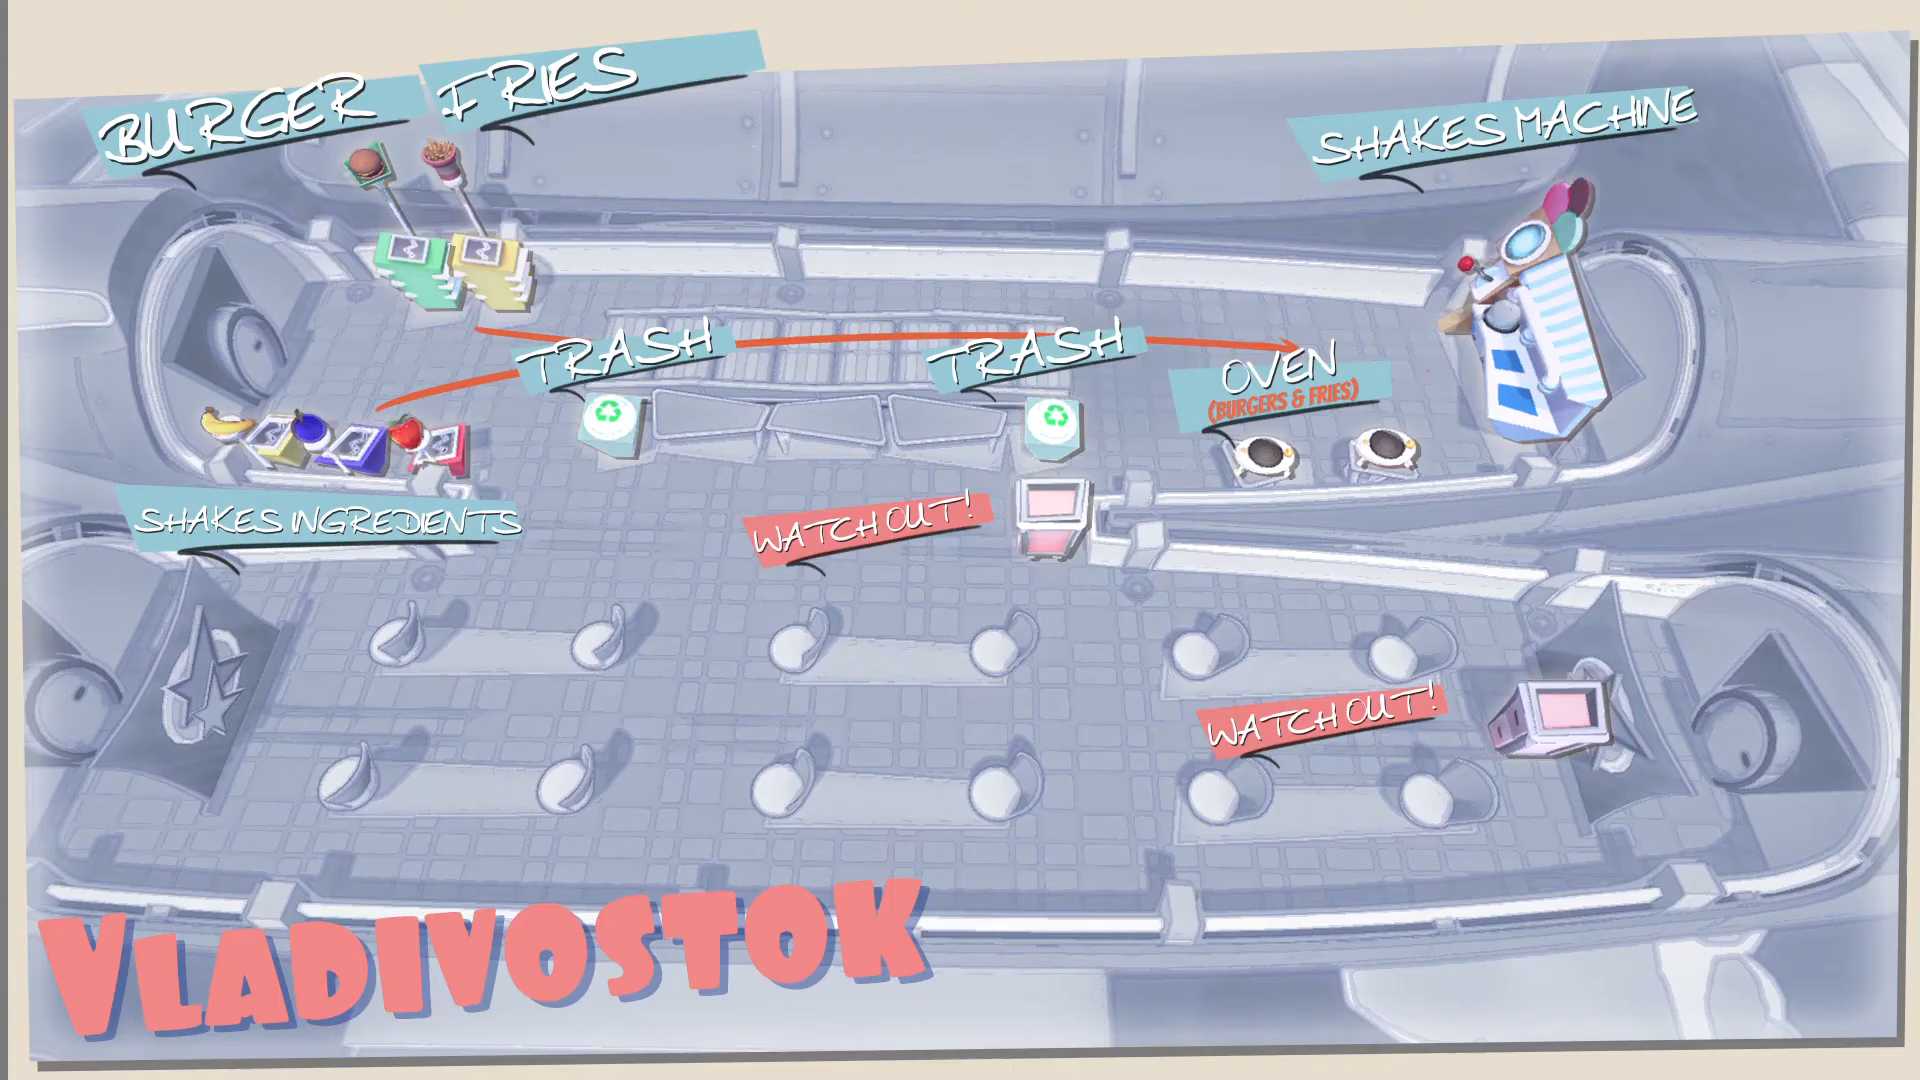 BURGER
FRIES
SHAKES MACHINE
TRASH
TRASH
OVEN
(BURGERS & FRIES)
SHAKES INGREDIENTS
WATCH OUT!
WATCH OUT!
VLADIVOSTOK